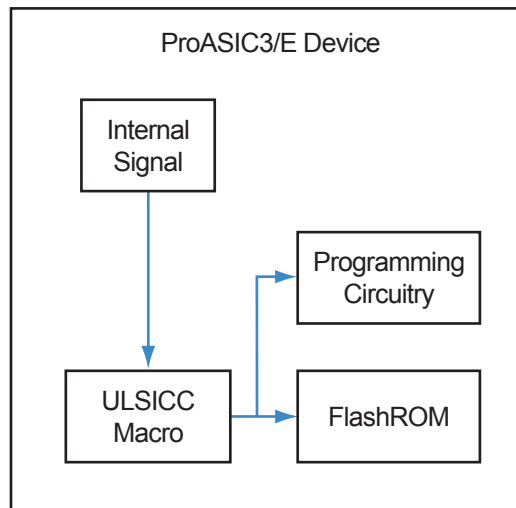 ProASIC3/E Device
Internal
Signal
Programming
Circuitry
ULSICC
Macro
FlashROM